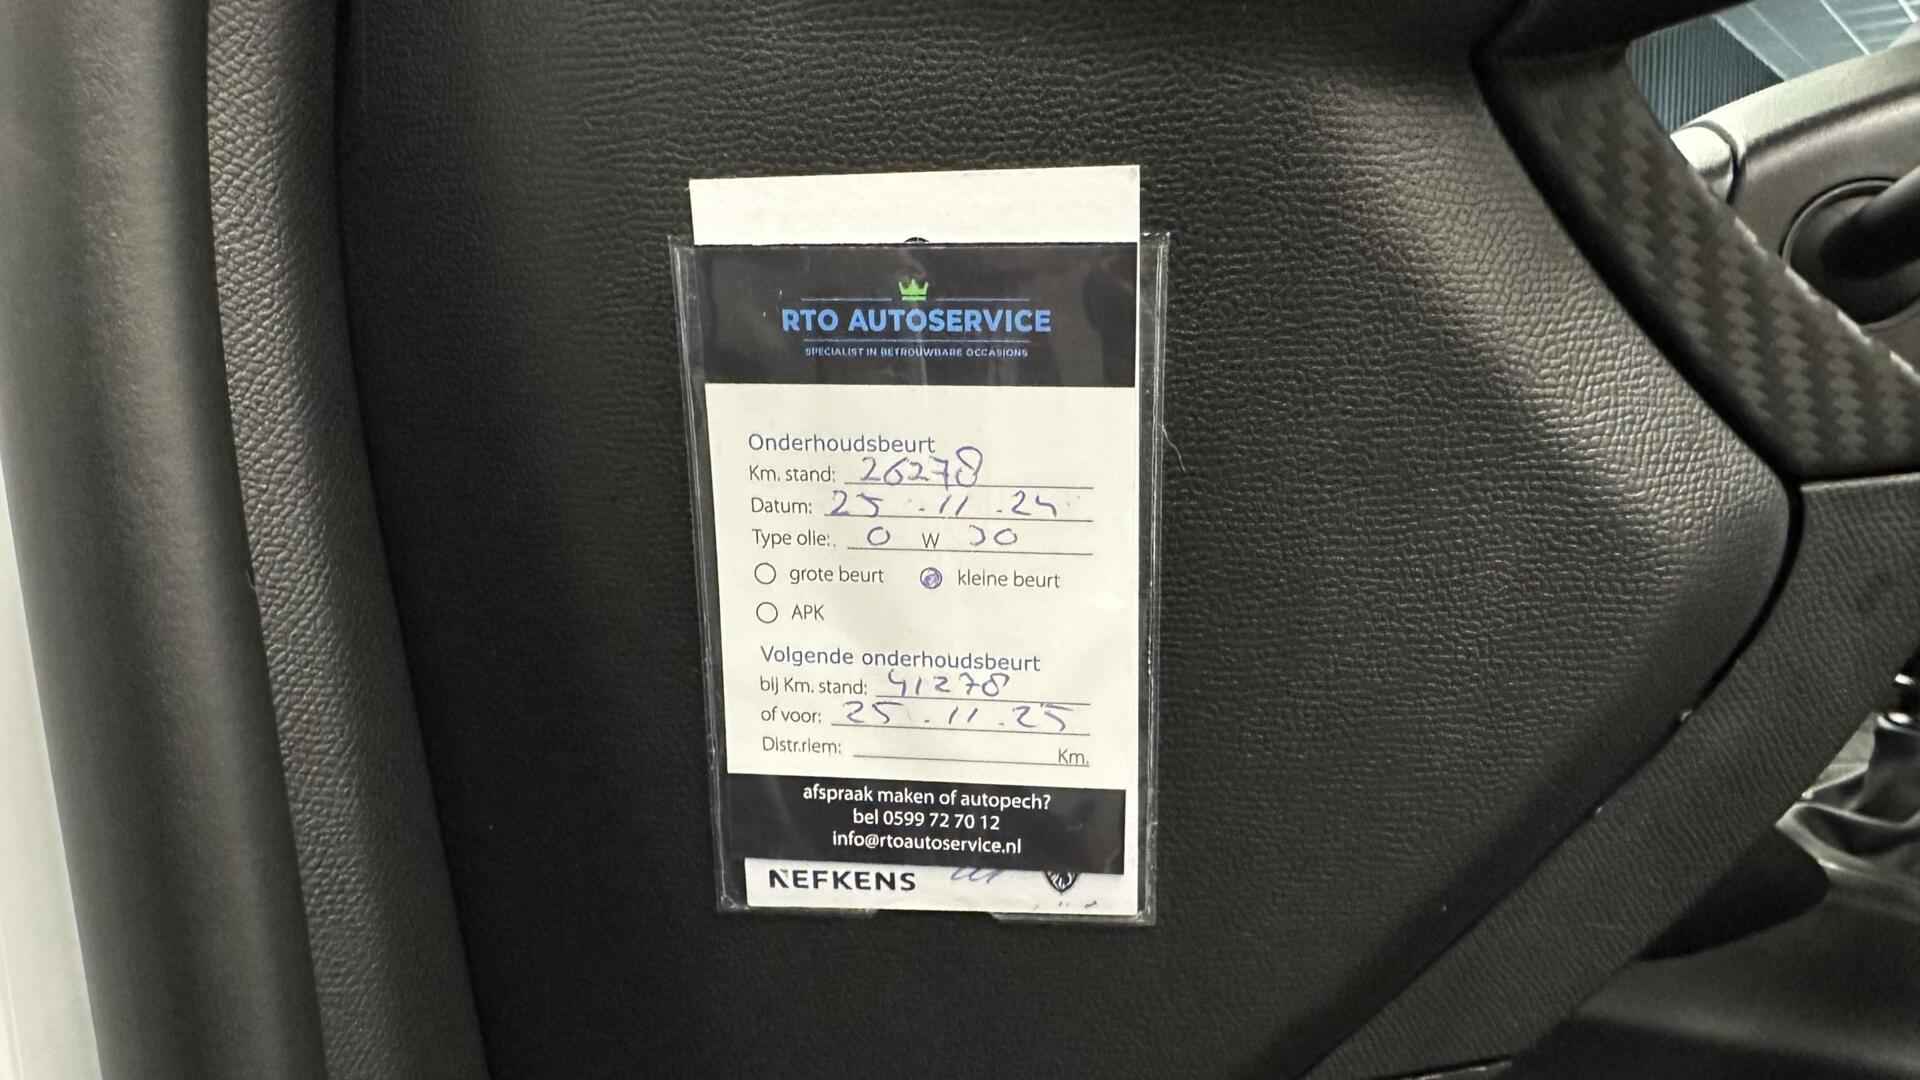 RTO AUTOSERVICE
SPECIALIST IN BETROUWBARE OCCASIONS
Onderhoudsbeurt
Km. stand: 26278
Datum: 25 . 11 . 24
Type olie: 0 W 30
grote beurt kleine beurt
APK
Volgende onderhoudsbeurt
bij Km. stand: 41278
of voor: 25 . 11 . 25
Distr.riem: Km.
afspraak maken of autopech?
bel 0599 72 70 12
info@rtoautoservice.nl
NEFKENS